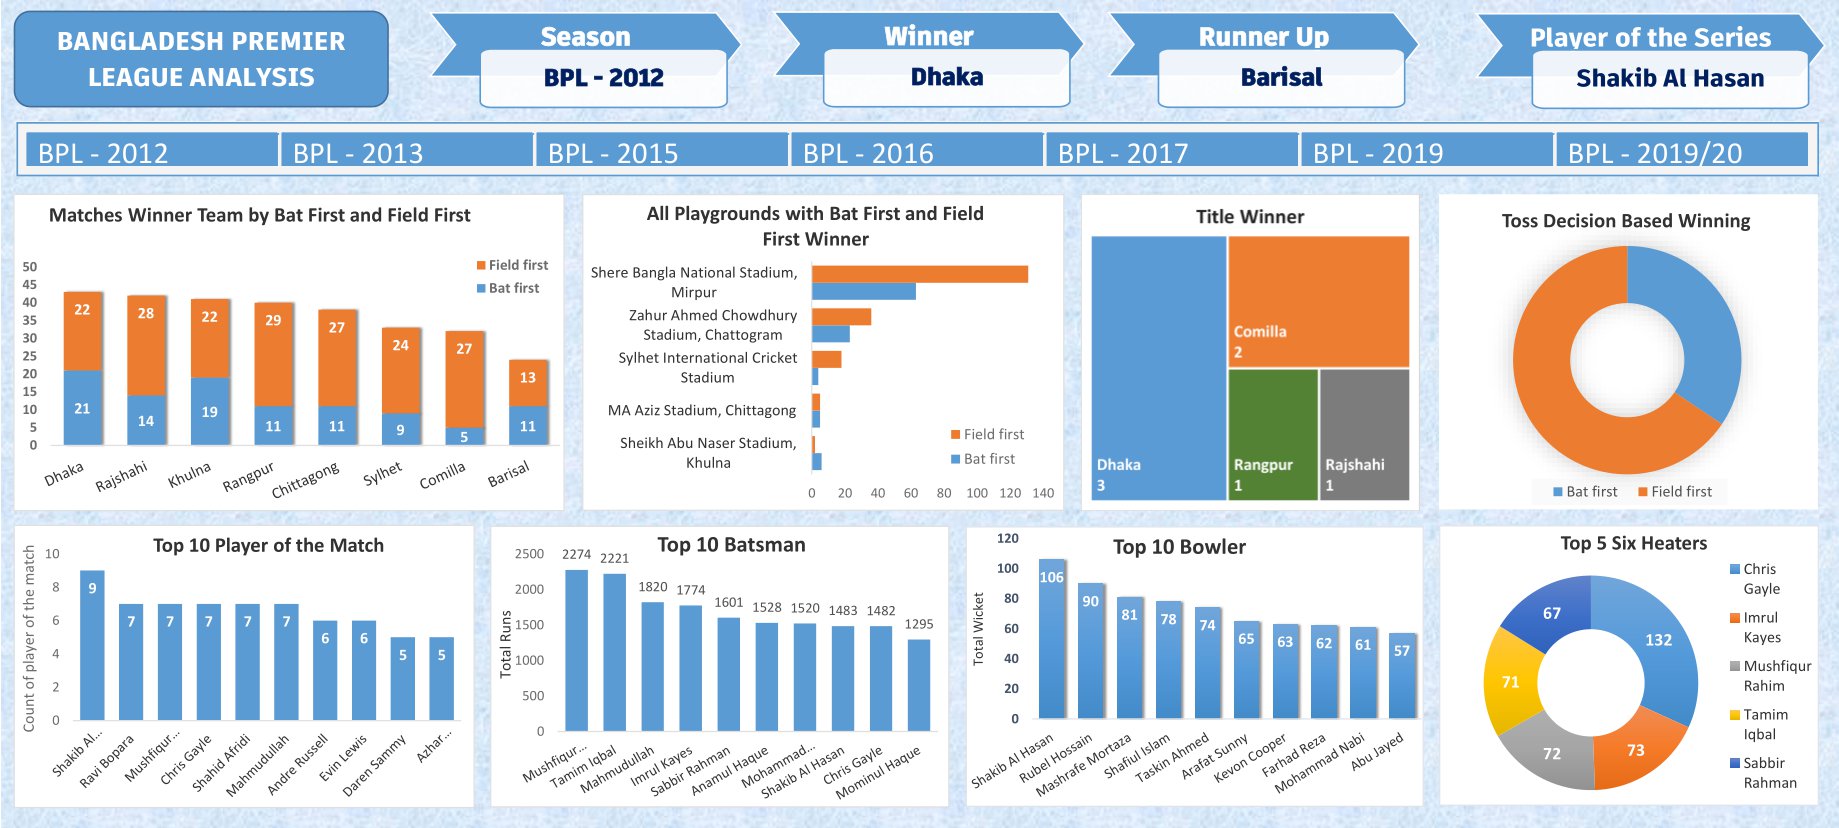 BANGLADESH PREMIER
LEAGUE ANALYSIS
Season
BPL - 2012
Winner
Dhaka
Runner Up
Barisal
Player of the Series
Shakib Al Hasan
BPL - 2012
BPL - 2013
BPL - 2015
BPL - 2016
BPL - 2017
BPL - 2019
BPL - 2019/20
Matches Winner Team by Bat First and Field First
Field first
Bat first
50
45
40
35
30
25
20
15
10
5
0
22
28
22
29
27
24
27
13
21
14
19
11
11
9
5
11
Dhaka
Rajshahi
Khulna
Rangpur
Chittagong
Sylhet
Comilla
Barisal
All Playgrounds with Bat First and Field
First Winner
Shere Bangla National Stadium,
Mirpur
Zahur Ahmed Chowdhury
Stadium, Chattogram
Sylhet International Cricket
Stadium
MA Aziz Stadium, Chittagong
Sheikh Abu Naser Stadium,
Khulna
Field first
Bat first
0 20 40 60 80 100 120 140
Title Winner
Dhaka
3
Comilla
2
Rangpur
1
Rajshahi
1
Toss Decision Based Winning
Bat first
Field first
Top 10 Player of the Match
Count of player of the match
10
8
6
4
2
0
9
7
7
7
7
7
6
6
5
5
Shakib Al...
Ravi Bopara
Mushfiqur...
Chris Gayle
Shahid Afridi
Mahmudullah
Andre Russell
Evin Lewis
Daren Sammy
Azhar...
Top 10 Batsman
Total Runs
2500
2000
1500
1000
500
0
2274
2221
1820
1774
1601
1528
1520
1483
1482
1295
Mushfiqur...
Tamim Iqbal
Mahmudullah
Imrul Kayes
Sabbir Rahman
Anamul Haque
Mohammad...
Shakib Al Hasan
Chris Gayle
Mominul Haque
Top 10 Bowler
Total Wicket
120
100
80
60
40
20
0
106
90
81
78
74
65
63
62
61
57
Shakib Al Hasan
Rubel Hossain
Mashrafe Mortaza
Shafiul Islam
Taskin Ahmed
Arafat Sunny
Kevon Cooper
Farhad Reza
Mohammad Nabi
Abu Jayed
Top 5 Six Heaters
132
73
72
71
67
Chris
Gayle
Imrul
Kayes
Mushfiqur
Rahim
Tamim
Iqbal
Sabbir
Rahman